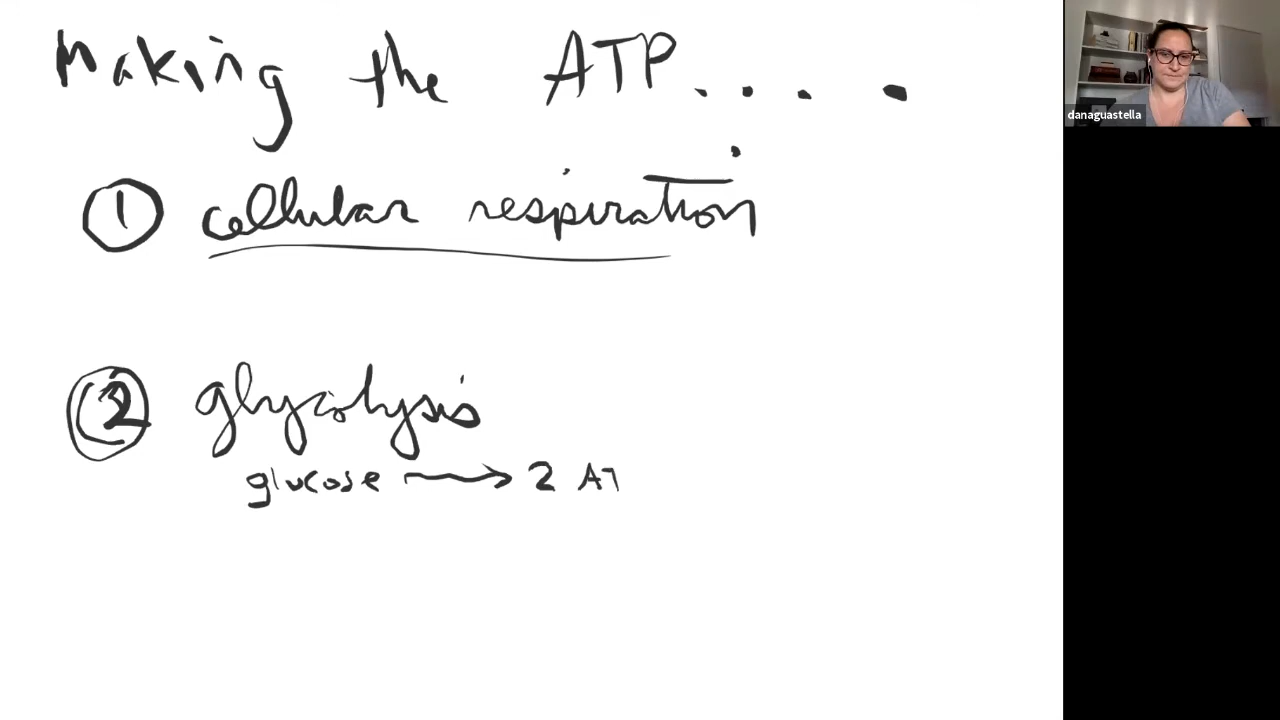 Making the ATP....
danaguastella
① cellular respiration
② glycolysis
glucose → 2 AT